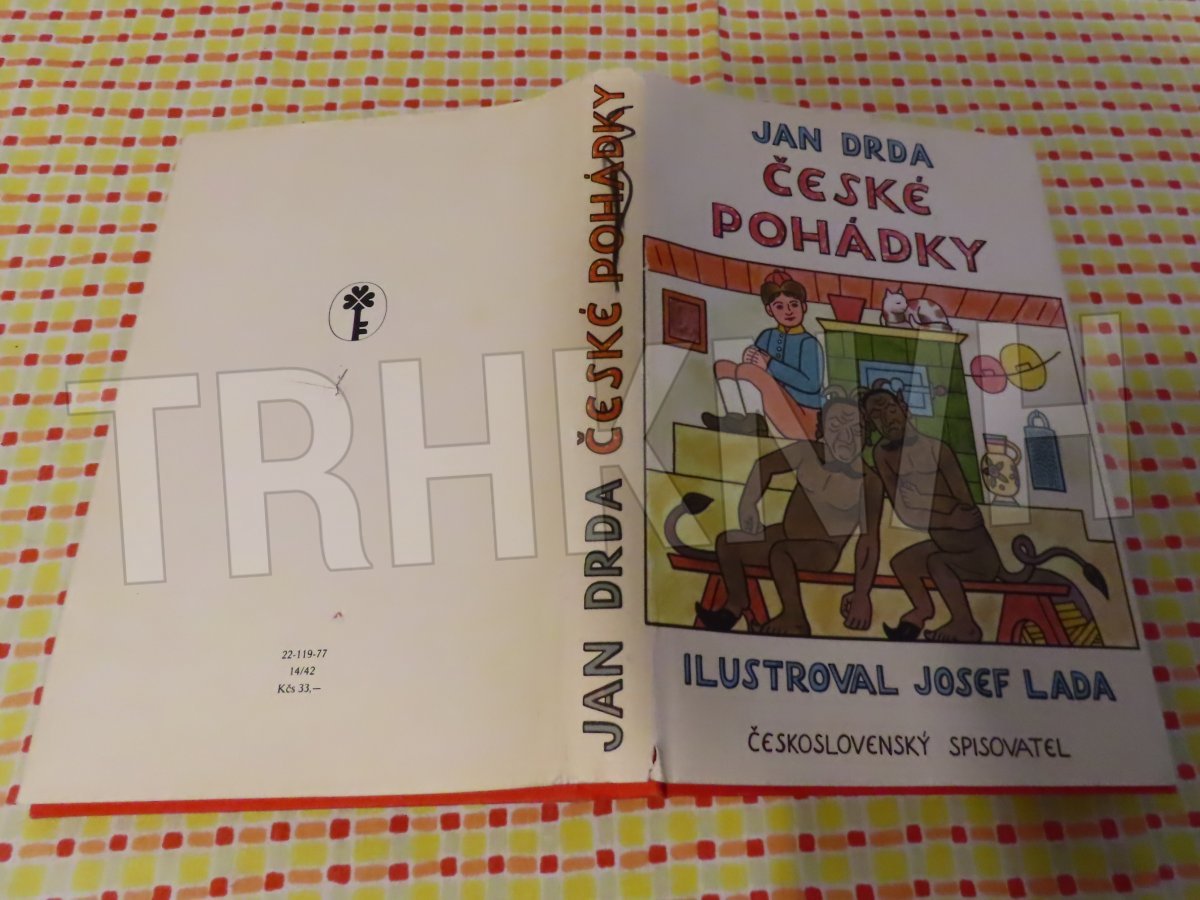 JAN DRDA
ČESKÉ
POHÁDKY
ILUSTROVAL JOSEF LADA
ČESKOSLOVENSKÝ SPISOVATEL
JAN DRDA ČESKÉ POHÁDKY
22-119-77
14/42
Kčs 33,—